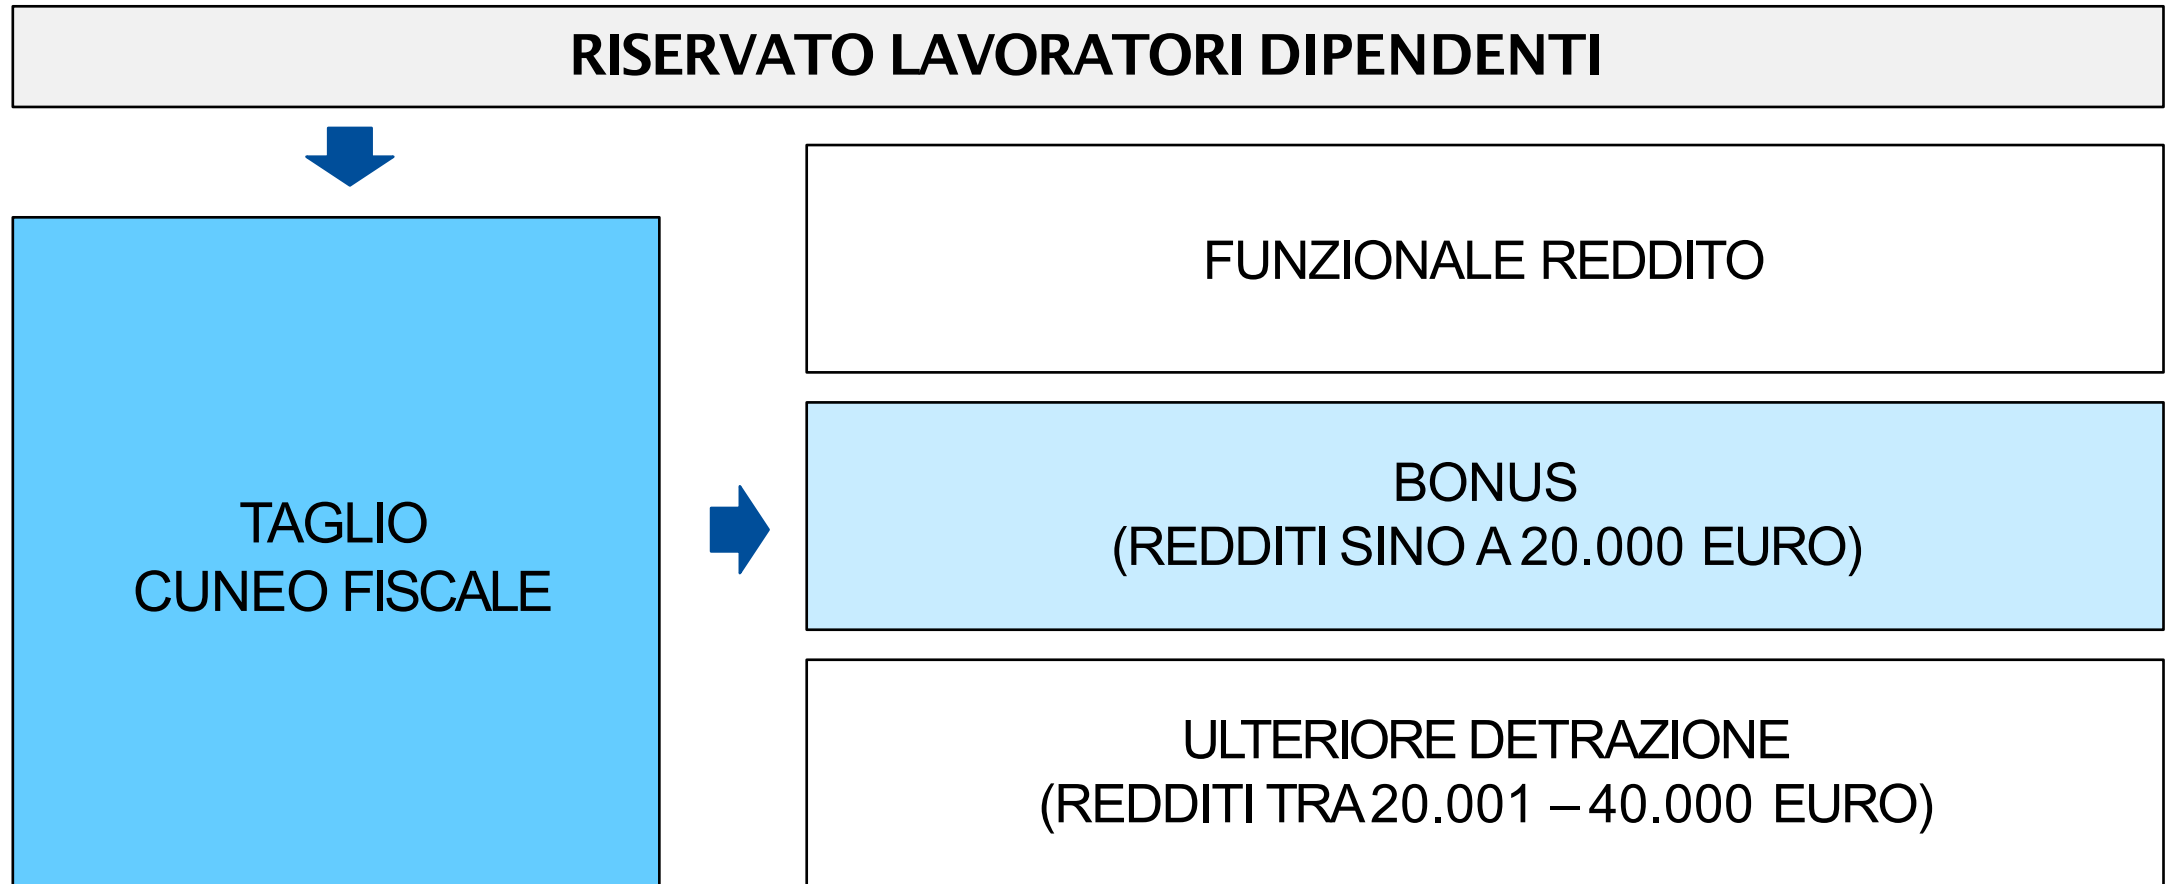 RISERVATO LAVORATORI DIPENDENTI
TAGLIO
CUNEO FISCALE
FUNZIONALE REDDITO
BONUS
(REDDITI SINO A 20.000 EURO)
ULTERIORE DETRAZIONE
(REDDITI TRA 20.001 – 40.000 EURO)